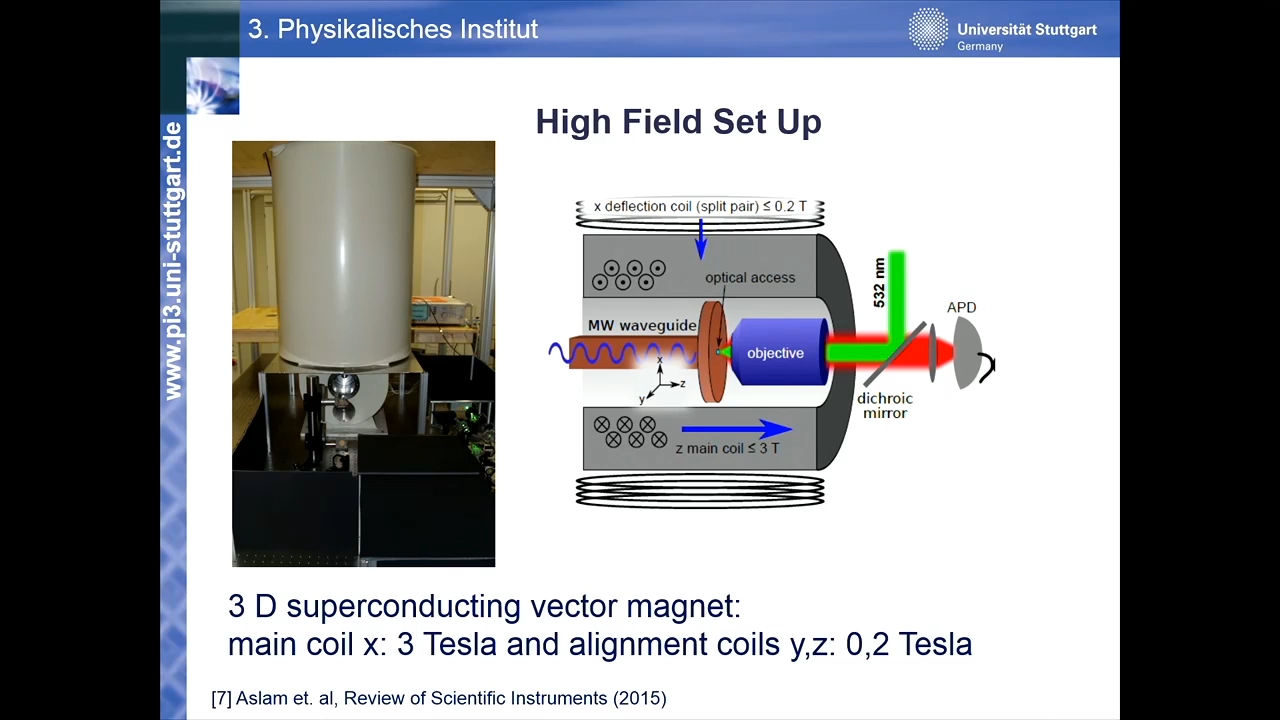 3. Physikalisches Institut
Universität Stuttgart
Germany
www.pi3.uni-stuttgart.de
High Field Set Up
x deflection coil (split pair) ≤ 0.2 T
optical access
532 nm
APD
MW waveguide
objective
x
z
y
dichroic
mirror
z main coil ≤ 3 T
3 D superconducting vector magnet:
main coil x: 3 Tesla and alignment coils y,z: 0,2 Tesla
[7] Aslam et. al, Review of Scientific Instruments (2015)